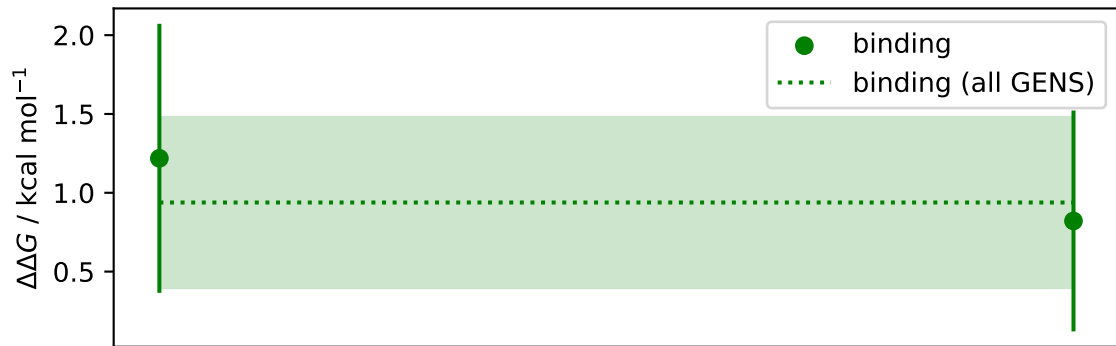 2.0
1.5
1.0
0.5
ΔΔG / kcal mol⁻¹
binding
binding (all GENS)